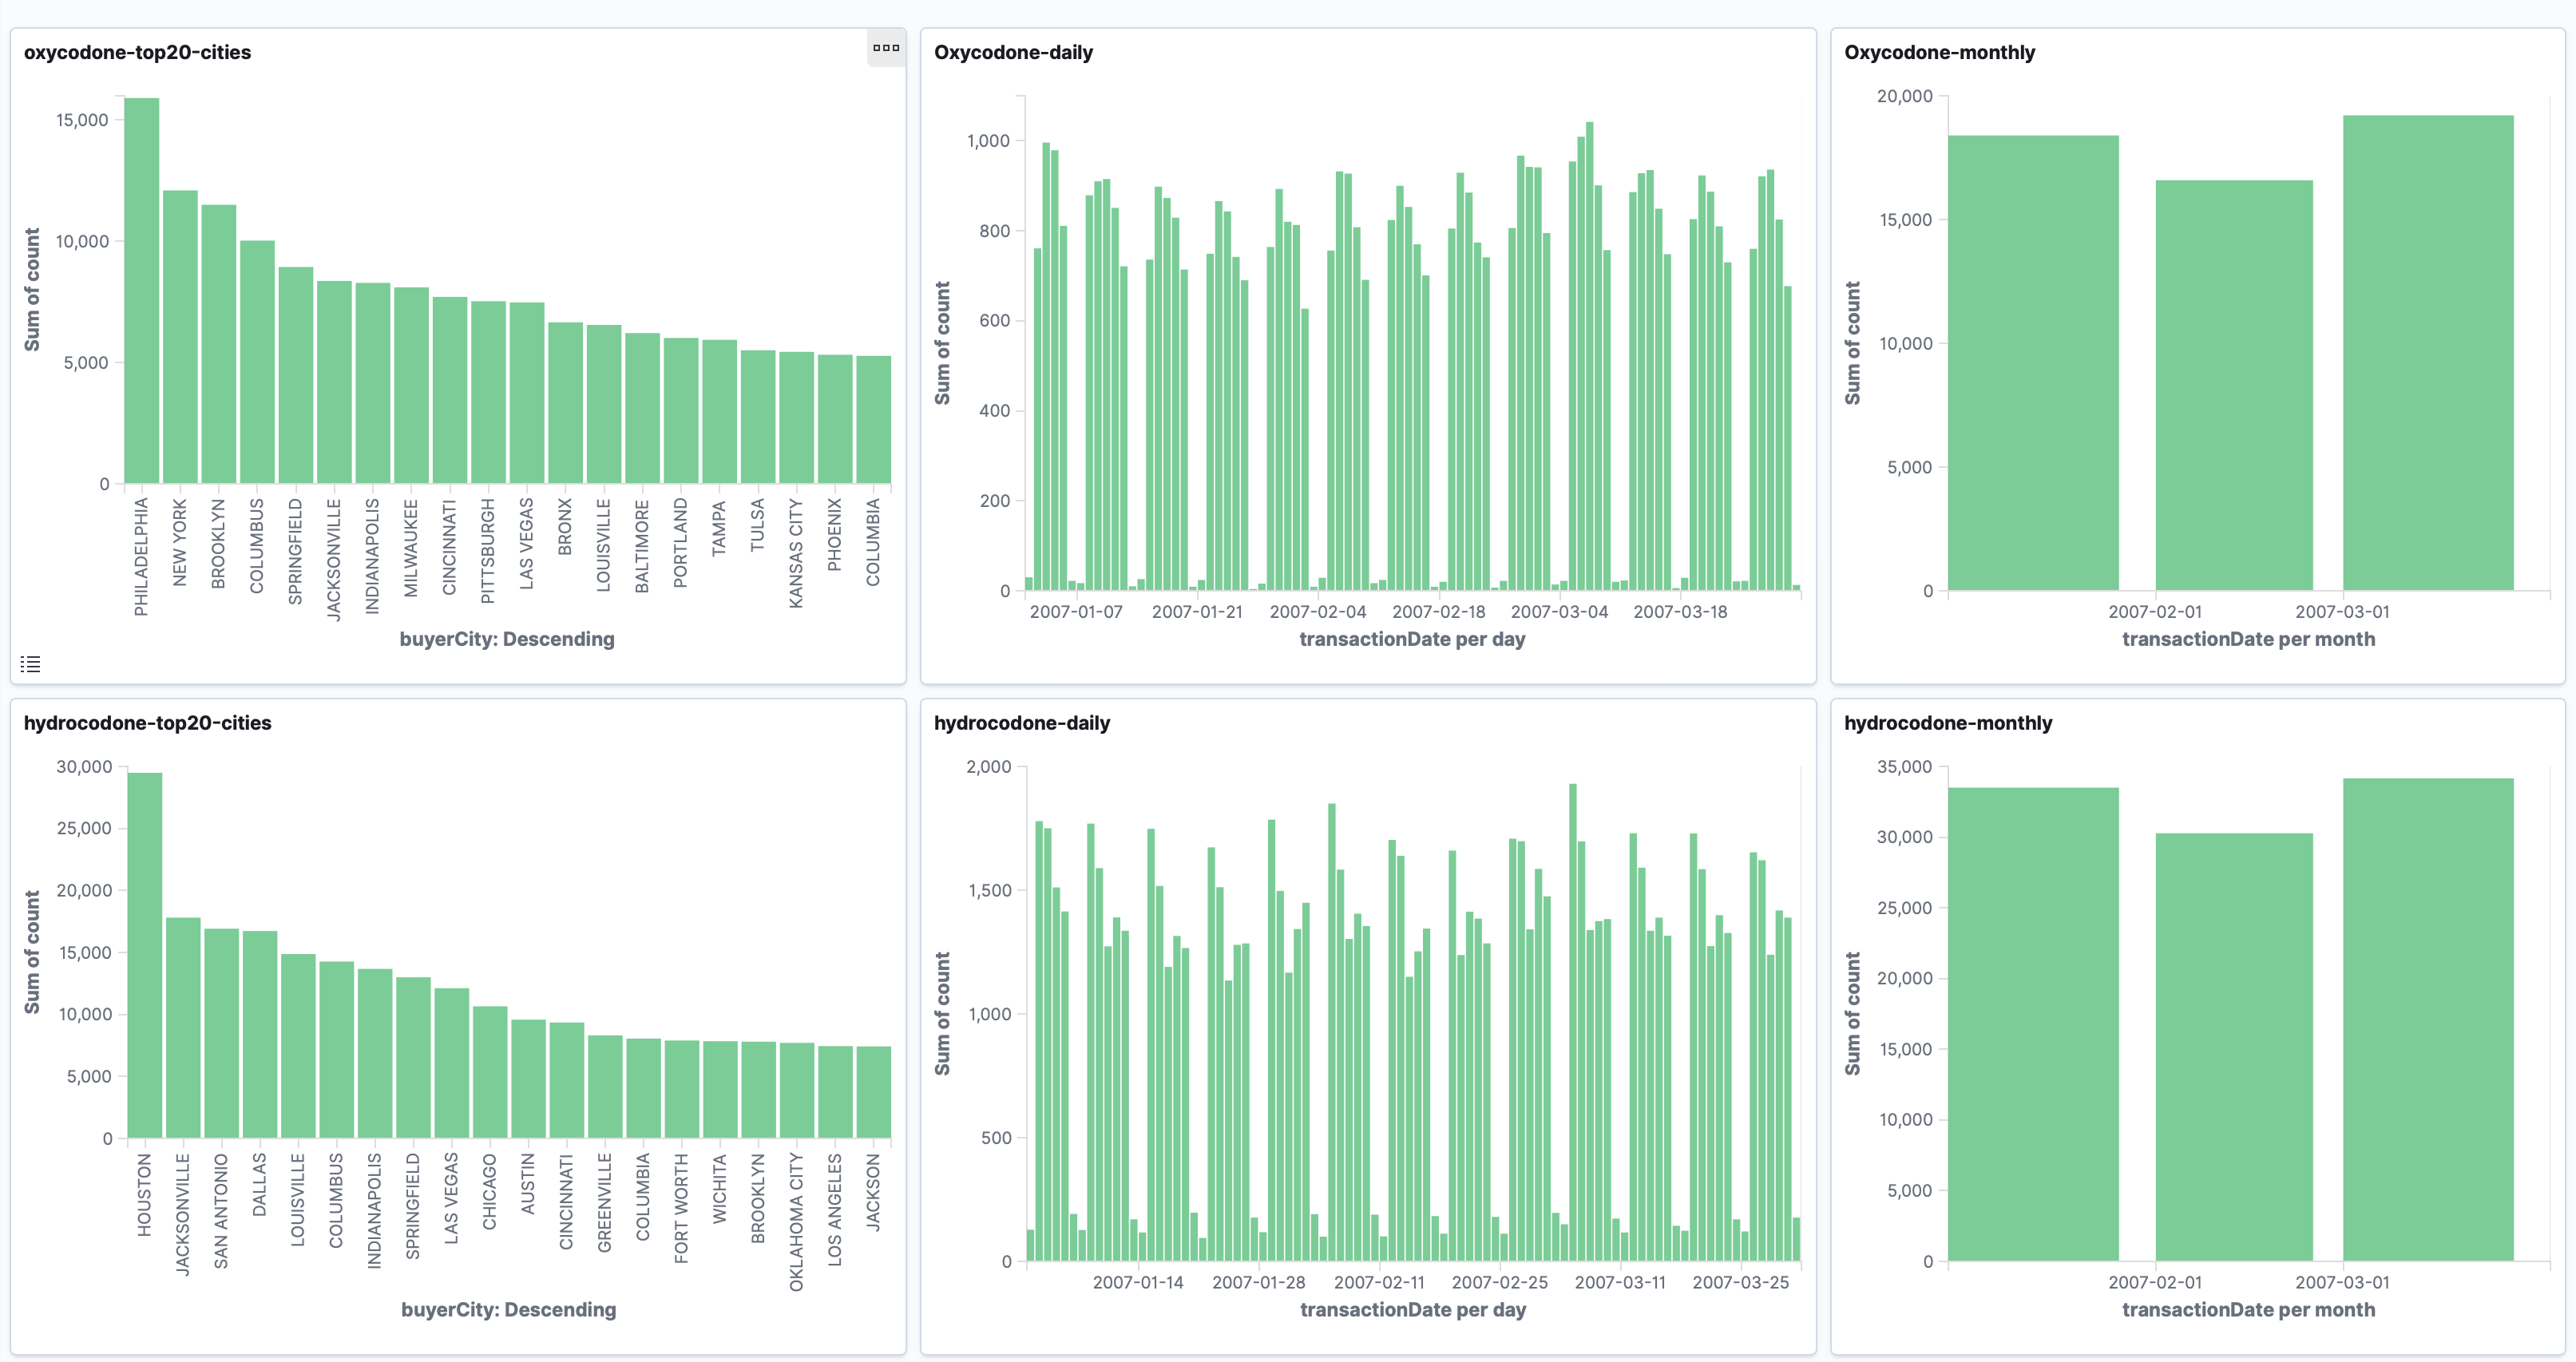 oxycodone-top20-cities
Sum of count
15,000
10,000
5,000
0
PHILADELPHIA
NEW YORK
BROOKLYN
COLUMBUS
SPRINGFIELD
JACKSONVILLE
INDIANAPOLIS
MILWAUKEE
CINCINNATI
PITTSBURGH
LAS VEGAS
BRONX
LOUISVILLE
BALTIMORE
PORTLAND
TAMPA
TULSA
KANSAS CITY
PHOENIX
COLUMBIA
buyerCity: Descending
Oxycodone-daily
Sum of count
1,000
800
600
400
200
0
2007-01-07 2007-01-21 2007-02-04 2007-02-18 2007-03-04 2007-03-18
transactionDate per day
Oxycodone-monthly
Sum of count
20,000
15,000
10,000
5,000
0
2007-02-01 2007-03-01
transactionDate per month
hydrocodone-top20-cities
Sum of count
30,000
25,000
20,000
15,000
10,000
5,000
0
HOUSTON
JACKSONVILLE
SAN ANTONIO
DALLAS
LOUISVILLE
COLUMBUS
INDIANAPOLIS
SPRINGFIELD
LAS VEGAS
CHICAGO
AUSTIN
CINCINNATI
GREENVILLE
COLUMBIA
FORT WORTH
WICHITA
BROOKLYN
OKLAHOMA CITY
LOS ANGELES
JACKSON
buyerCity: Descending
hydrocodone-daily
Sum of count
2,000
1,500
1,000
500
0
2007-01-14 2007-01-28 2007-02-11 2007-02-25 2007-03-11 2007-03-25
transactionDate per day
hydrocodone-monthly
Sum of count
35,000
30,000
25,000
20,000
15,000
10,000
5,000
0
2007-02-01 2007-03-01
transactionDate per month